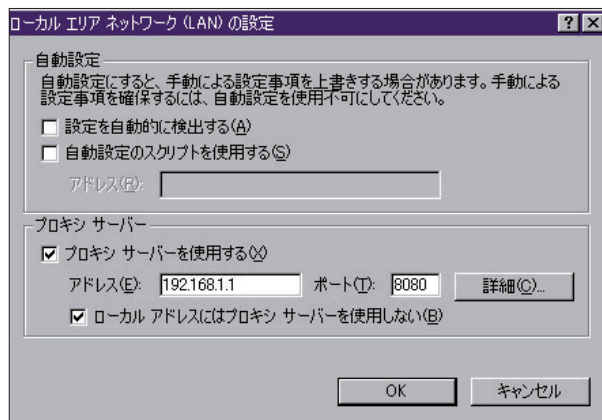 ローカル エリア ネットワーク (LAN) の設定
自動設定
自動設定にすると、手動による設定事項を上書きする場合があります。手動による
設定事項を確保するには、自動設定を使用不可にしてください。
設定を自動的に検出する(A)
自動設定のスクリプトを使用する(S)
アドレス(R):
プロキシ サーバー
プロキシ サーバーを使用する(X)
アドレス(E): 192.168.1.1 ポート(T): 8080 詳細(C)...
ローカル アドレスにはプロキシ サーバーを使用しない(B)
OK キャンセル